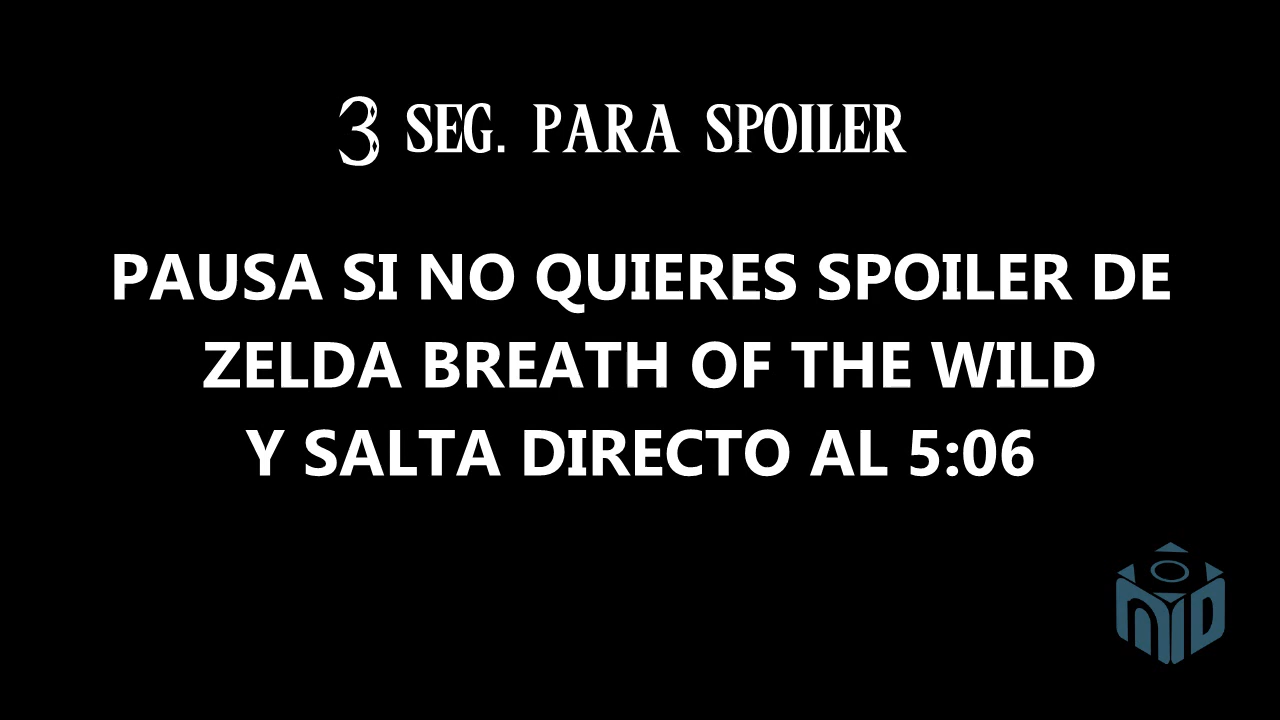 3 SEG. PARA SPOILER
PAUSA SI NO QUIERES SPOILER DE
ZELDA BREATH OF THE WILD
Y SALTA DIRECTO AL 5:06